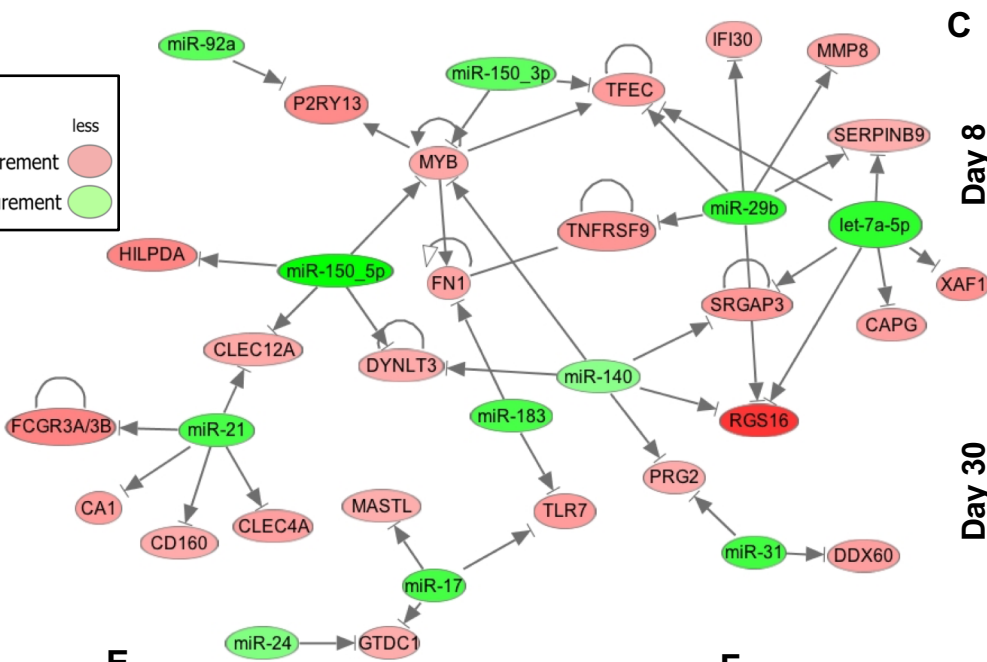 C
miR-92a
IFI30
MMP8
miR-150_3p
TFEC
P2RY13
less
SERPINB9
rement
MYB
Day 8
urement
miR-29b
let-7a-5p
TNFRSF9
HILPDA
miR-150_5p
FN1
XAF1
SRGAP3
CAPG
CLEC12A
DYNLT3
miR-140
FCGR3A/3B
miR-21
miR-183
RGS16
PRG2
Day 30
CA1
MASTL
TLR7
CLEC4A
CD160
miR-31
DDX60
miR-17
miR-24
GTDC1